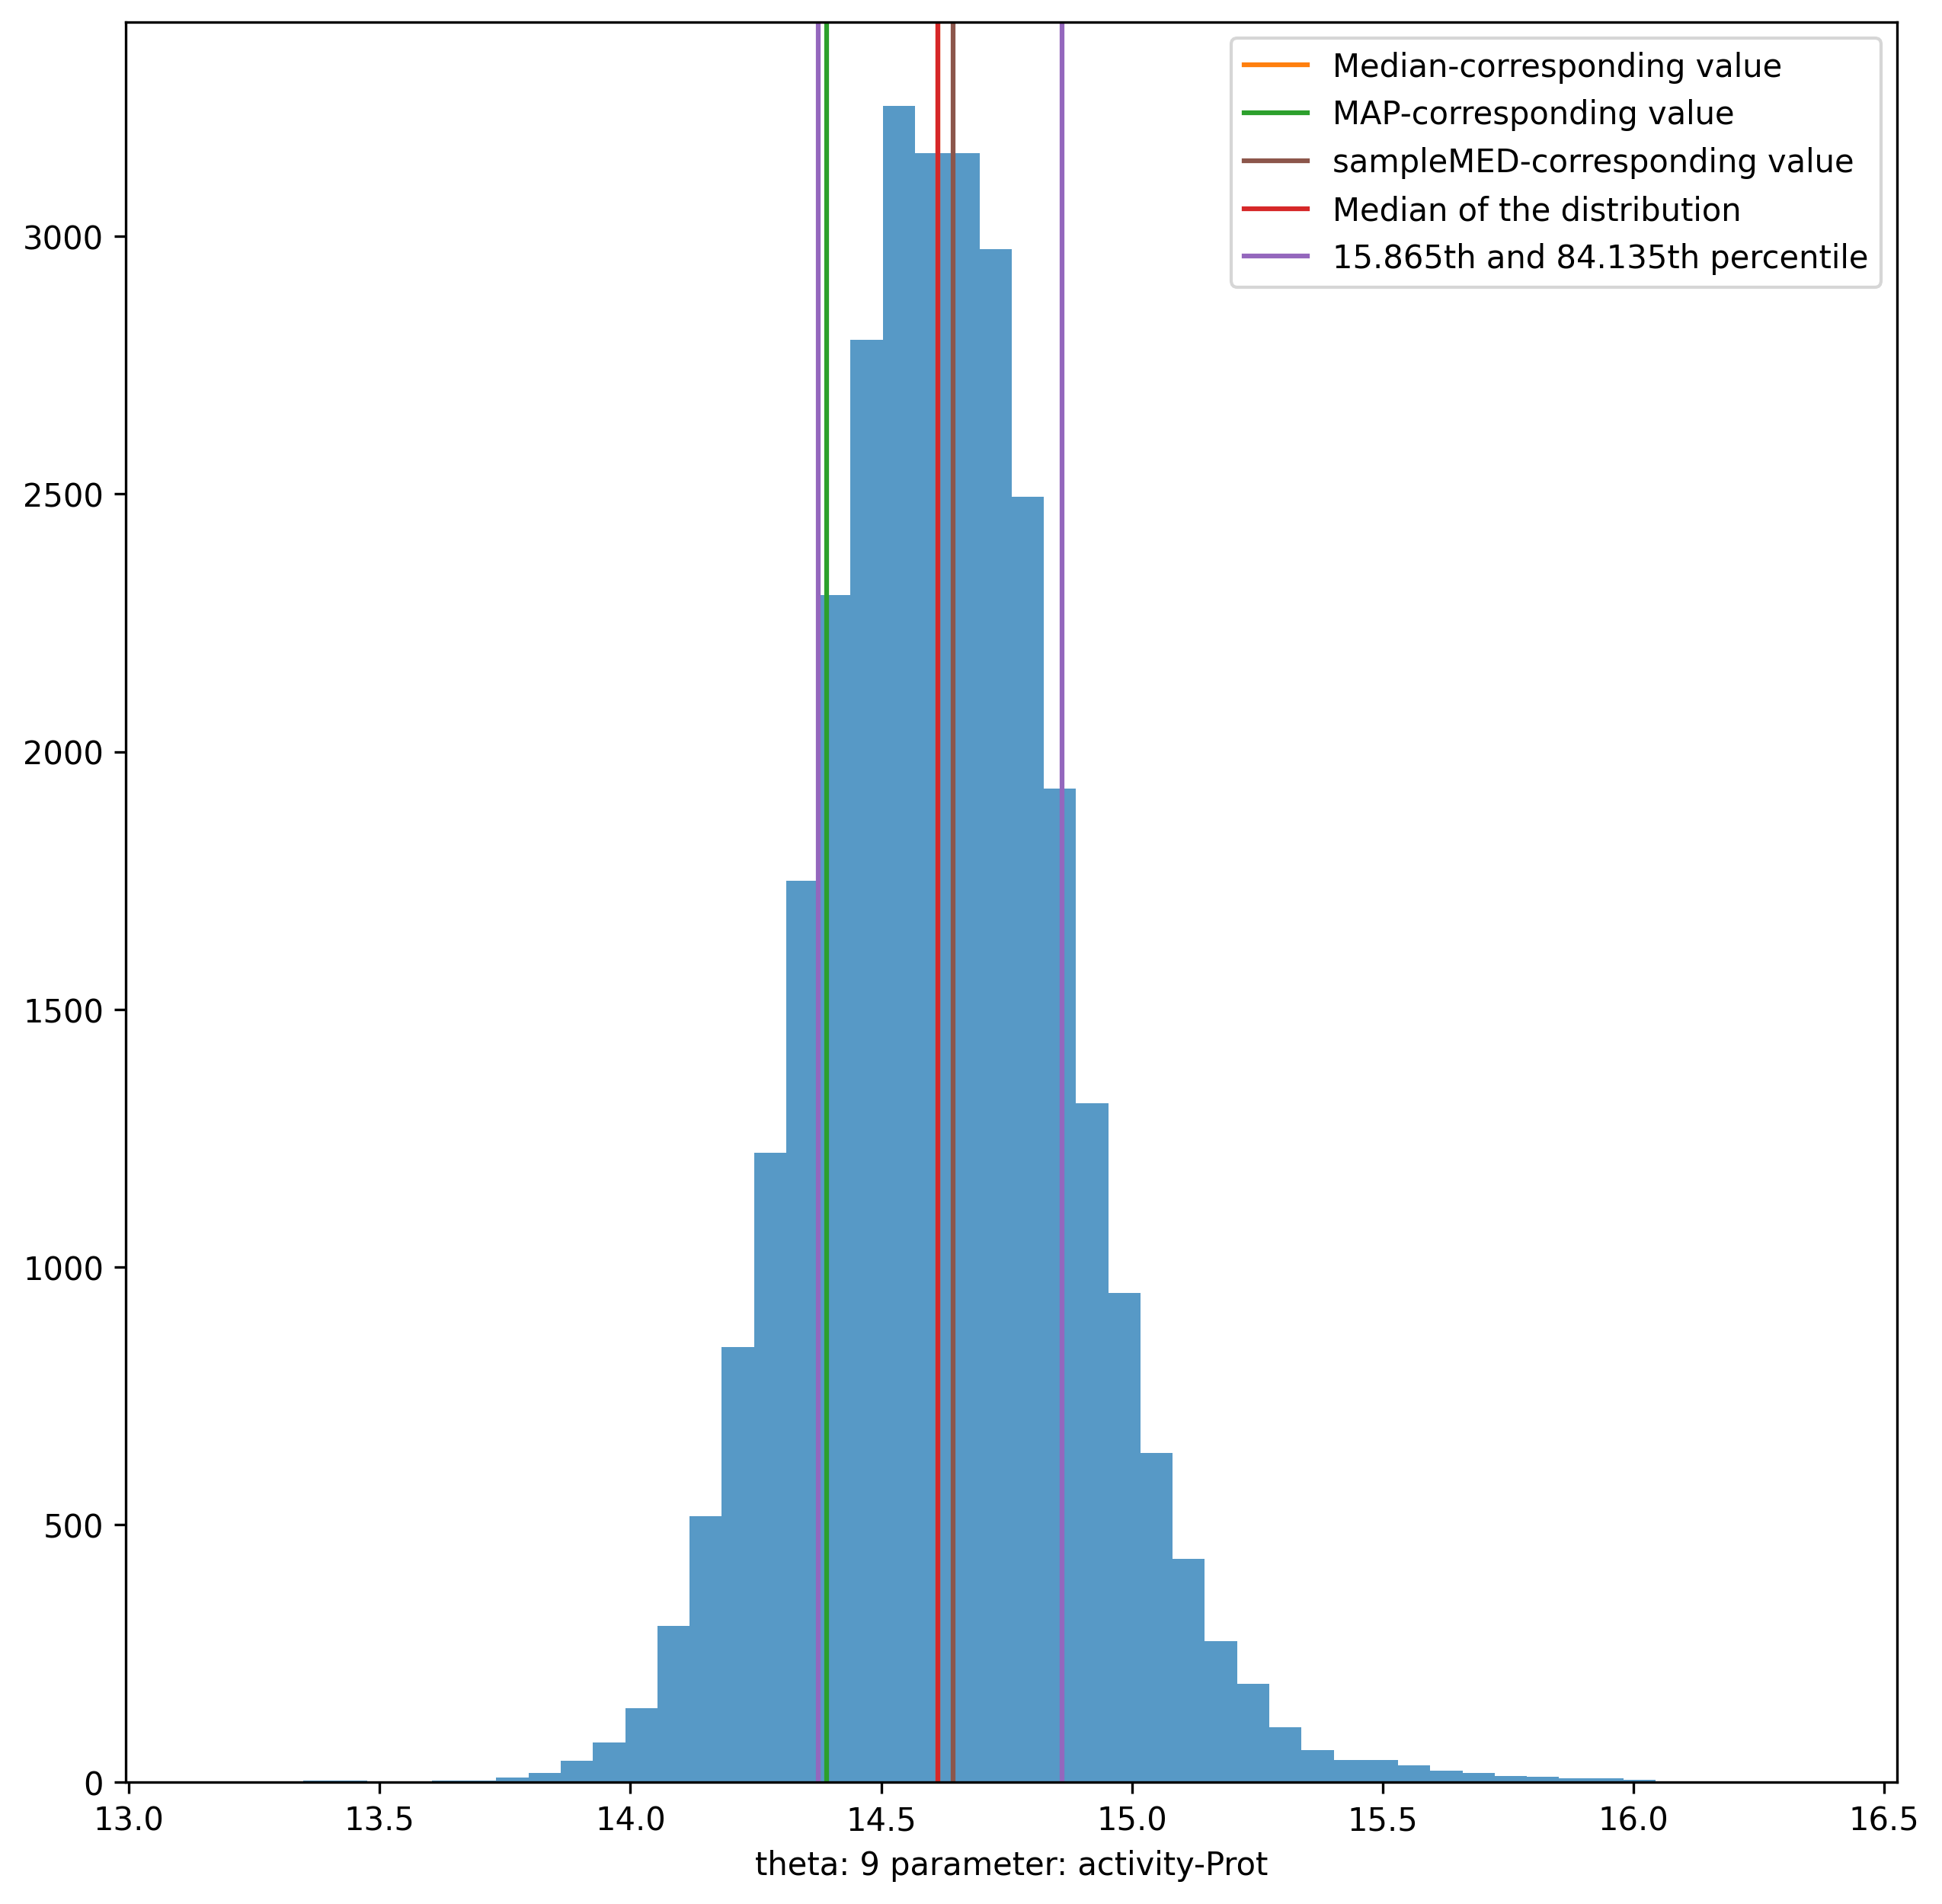 Median-corresponding value
MAP-corresponding value
sampleMED-corresponding value
Median of the distribution
15.865th and 84.135th percentile
3000
2500
2000
1500
1000
500
0
13.0 13.5 14.0 14.5 15.0 15.5 16.0 16.5
theta: 9 parameter: activity-Prot